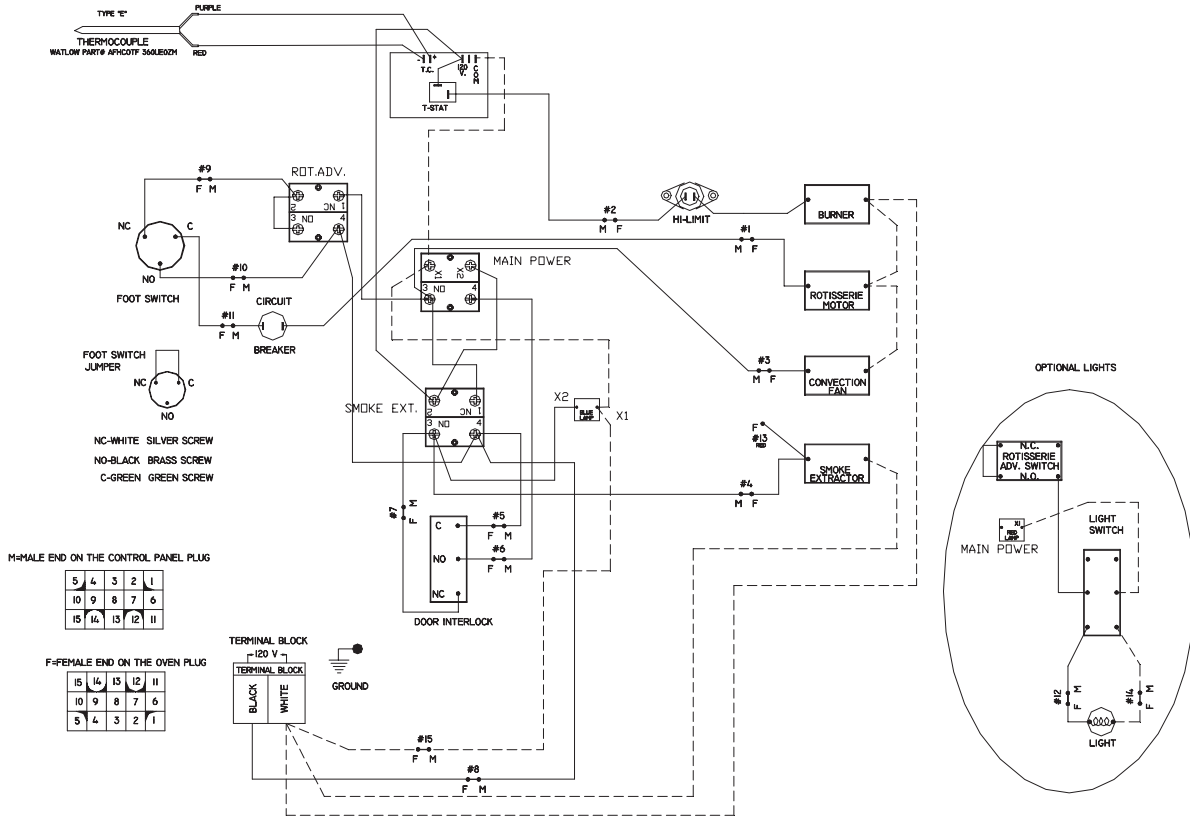 TYPE "E"
PURPLE
THERMOCOUPLE
WATLOW PART# AFHCOTF 360UEOZM
RED
- +
T.C.
120 V.
CON
T-STAT
#9
F M
ROT.ADV.
2 NC 1
3 NO 4
NC
C
NO
FOOT SWITCH
#10
F M
CIRCUIT
BREAKER
#11
F M
FOOT SWITCH
JUMPER
NC
C
NO
NC-WHITE SILVER SCREW
NO-BLACK BRASS SCREW
C-GREEN GREEN SCREW
MAIN POWER
X1 X2
3 NO 4
SMOKE EXT.
2 NC 1
3 NO 4
X2
BLUE
LAMP
X1
HI-LIMIT
#2
M F
BURNER
#1
M F
ROTISSERIE
MOTOR
#3
M F
CONVECTION
FAN
F
#13
RED
SMOKE
EXTRACTOR
#4
M F
#7
F M
C
NO
NC
DOOR INTERLOCK
#5
F M
#6
F M
OPTIONAL LIGHTS
N.C.
ROTISSERIE
ADV. SWITCH
N.O.
X1
RED
LAMP
MAIN POWER
LIGHT
SWITCH
#12
F M
#14
F M
LIGHT
M=MALE END ON THE CONTROL PANEL PLUG
5 4 3 2 1
10 9 8 7 6
15 14 13 12 11
F=FEMALE END ON THE OVEN PLUG
15 14 13 12 11
10 9 8 7 6
5 4 3 2 1
TERMINAL BLOCK
120 V
TERMINAL BLOCK
BLACK
WHITE
GROUND
#15
F M
#8
F M